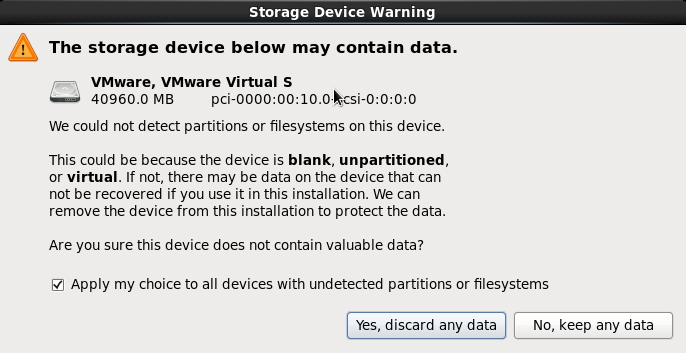 Storage Device Warning
The storage device below may contain data.
VMware, VMware Virtual S
40960.0 MB pci-0000:00:10.0-scsi-0:0:0:0
We could not detect partitions or filesystems on this device.
This could be because the device is blank, unpartitioned,
or virtual. If not, there may be data on the device that can
not be recovered if you use it in this installation. We can
remove the device from this installation to protect the data.
Are you sure this device does not contain valuable data?
Apply my choice to all devices with undetected partitions or filesystems
Yes, discard any data No, keep any data